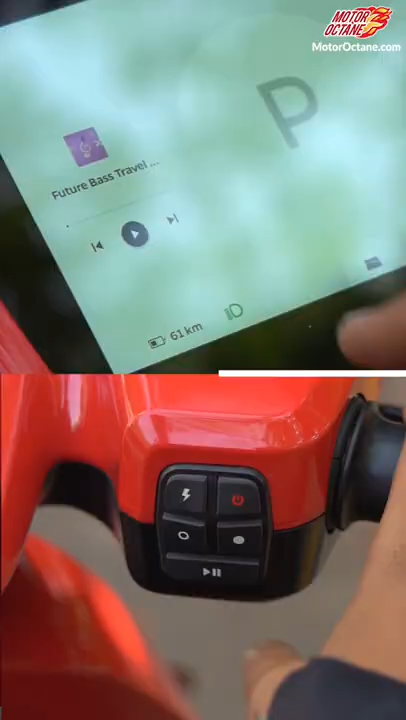 MOTOR
OCTANE
MotorOctane.com
P
Future Bass Travel ...
61 km